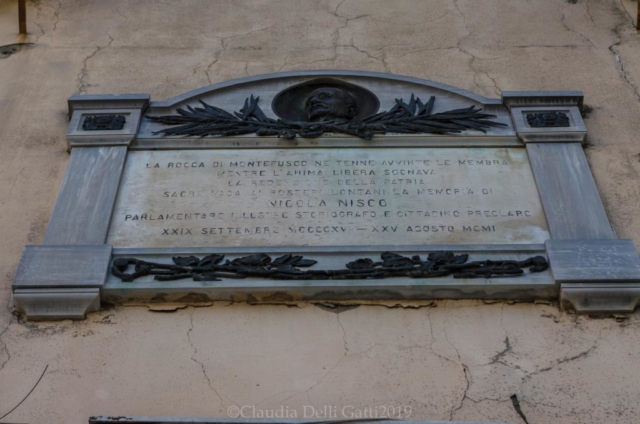 LA ROCCA DI MONTEFUSCO NE TENNE AVVINTE LE MEMBRA
MENTRE L'ANIMA LIBERA SOGNAVA
LA REDENZIONE DELLA PATRIA
SACRA AI POSTERI LONTANI LA MEMORIA DI
NICOLA NISCO
PARLAMENTARE ILLUSTRE STORIOGRAFO E CITTADINO PRECLARO
XXIX SETTEMBRE — XXV AGOSTO MCMI
©Claudia Delli Gatti2019